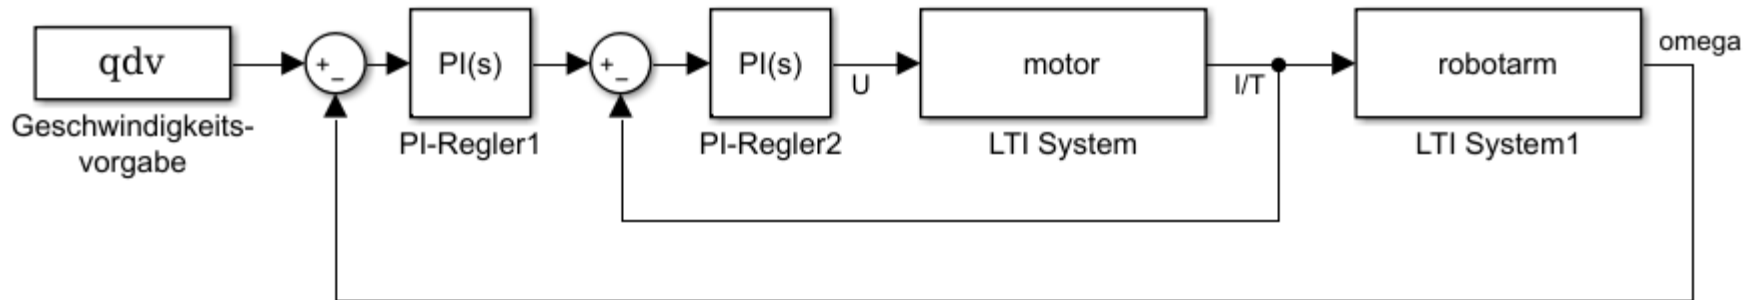 qdv
Geschwindigkeits-
vorgabe
+
−
PI(s)
PI-Regler1
+
−
PI(s)
PI-Regler2
U
motor
LTI System
I/T
robotarm
LTI System1
omega